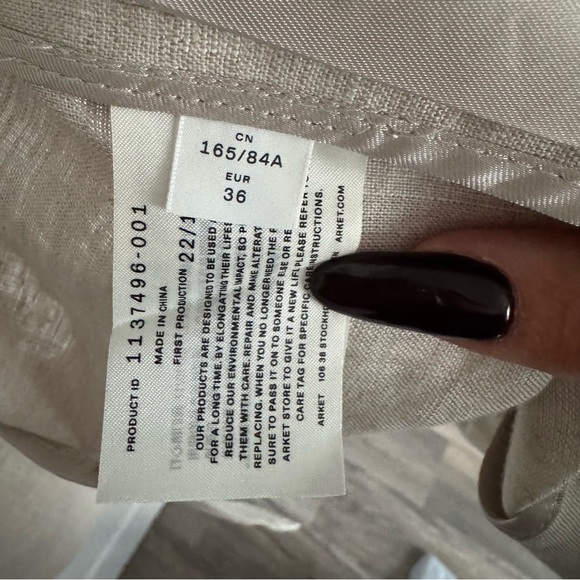 CN
165/84A
EUR
36
PRODUCT ID 1137496-001
MADE IN CHINA
FIRST PRODUCTION 22/1
OUR PRODUCTS ARE DESIGNED TO BE USED
FOR A LONG TIME. BY ELONGATING THEIR LIFE
REDUCE OUR ENVIRONMENTAL IMPACT, SO P
THEM WITH CARE, REPAIR AND MAKE ALTERAT
REPLACING. WHEN YOU NO LONGER NEED THE
SURE TO PASS IT ON TO SOMEONE ELSE OR RE
ARKET STORE TO GIVE IT A NEW LIFE. PLEASE REFER
CARE TAG FOR SPECIFIC CARE INSTRUCTIONS.
ARKET 106 38 STOCKH ARKET.COM